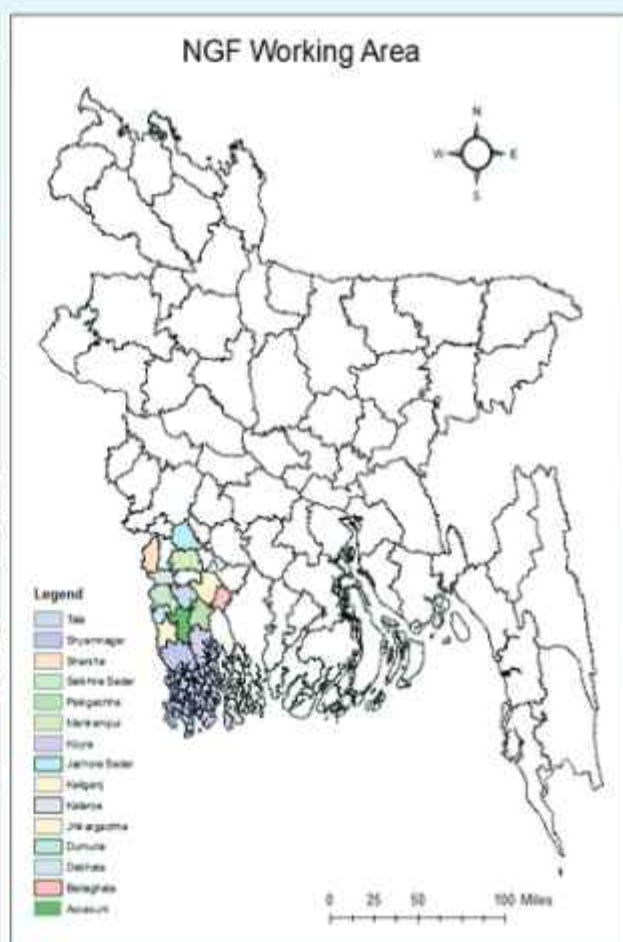 NGF Working Area
N
W
E
S
Legend
Tala
Shyamnagar
Sharsha
Satkhira Sadar
Paikgachha
Manirampur
Koyra
Jashore Sadar
Kaliganj
Kalaroa
Jhikargachha
Dumuria
Debhata
Batiaghata
Assasuni
0 25 50 100 Miles